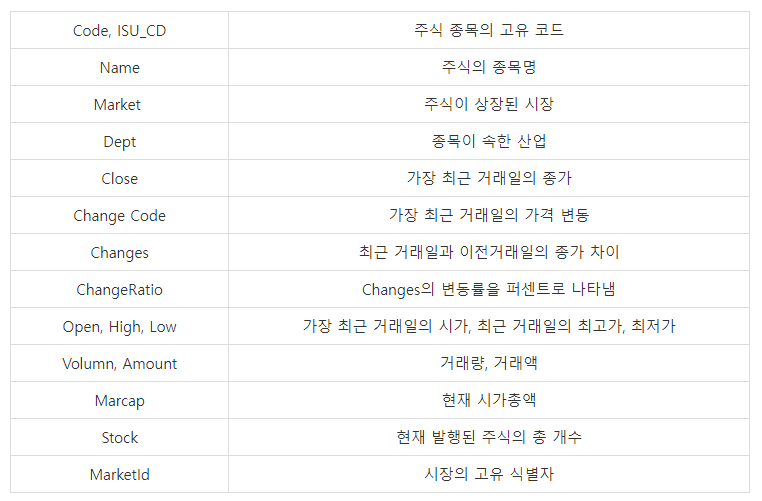 Code, ISU_CD 주식 종목의 고유 코드
Name 주식의 종목명
Market 주식이 상장된 시장
Dept 종목이 속한 산업
Close 가장 최근 거래일의 종가
Change Code 가장 최근 거래일의 가격 변동
Changes 최근 거래일과 이전거래일의 종가 차이
ChangeRatio Changes의 변동률을 퍼센트로 나타냄
Open, High, Low 가장 최근 거래일의 시가, 최근 거래일의 최고가, 최저가
Volumn, Amount 거래량, 거래액
Marcap 현재 시가총액
Stock 현재 발행된 주식의 총 개수
MarketId 시장의 고유 식별자